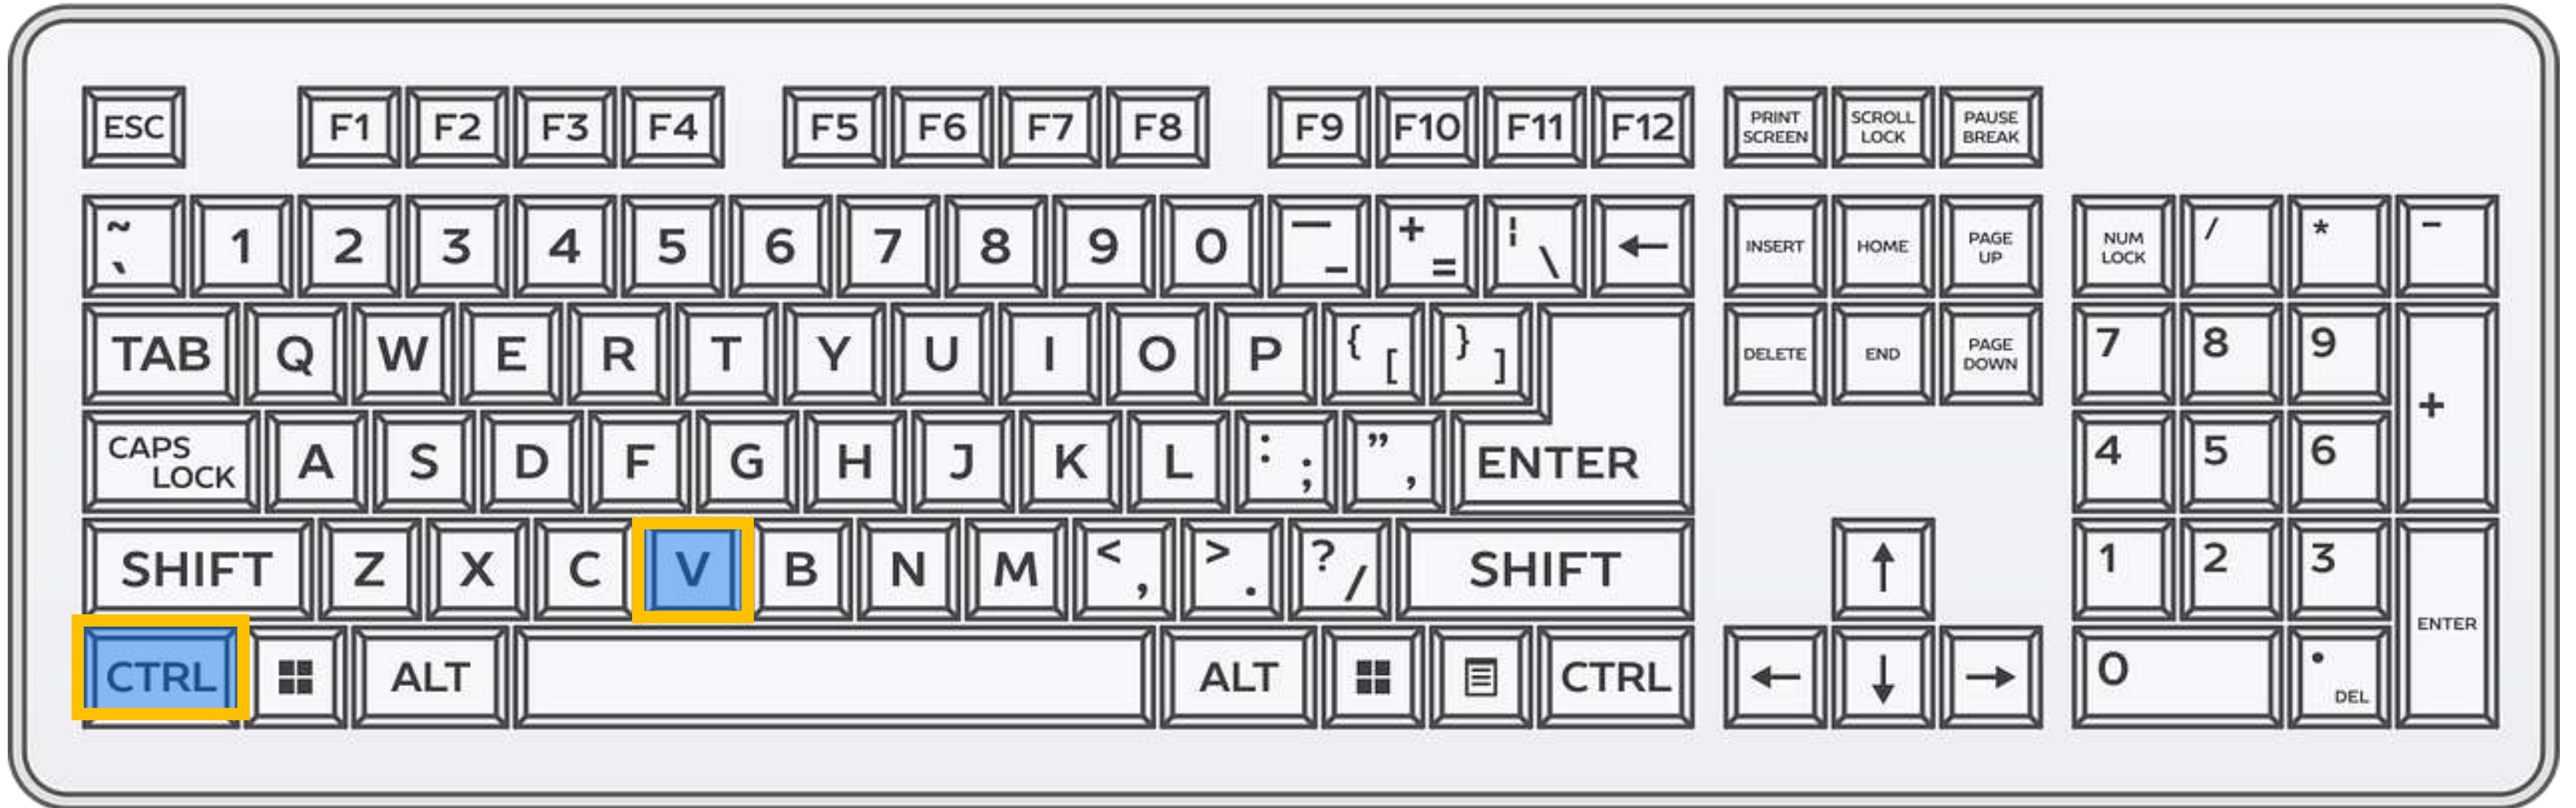 ESC F1 F2 F3 F4 F5 F6 F7 F8 F9 F10 F11 F12 PRINT SCREEN SCROLL LOCK PAUSE BREAK
~ ` 1 2 3 4 5 6 7 8 9 0 — - + = ¦ \ ← INSERT HOME PAGE UP NUM LOCK / * -
TAB Q W E R T Y U I O P { [ } ] DELETE END PAGE DOWN 7 8 9 +
CAPS LOCK A S D F G H J K L : ; " , ENTER 4 5 6
SHIFT Z X C V B N M < , > . ? / SHIFT ↑ 1 2 3 ENTER
CTRL ALT ALT CTRL ← ↓ → 0 • DEL